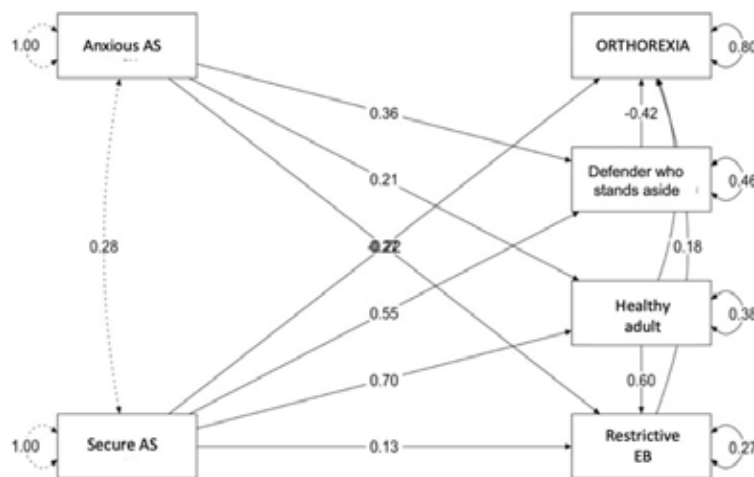 1.00
Anxious AS
ORTHOREXIA
0.80
0.36
-0.42
Defender who
stands aside
0.46
0.21
0.28
0.18
Healthy
adult
0.38
0.55
0.70
0.60
1.00
Secure AS
0.13
Restrictive
EB
0.27